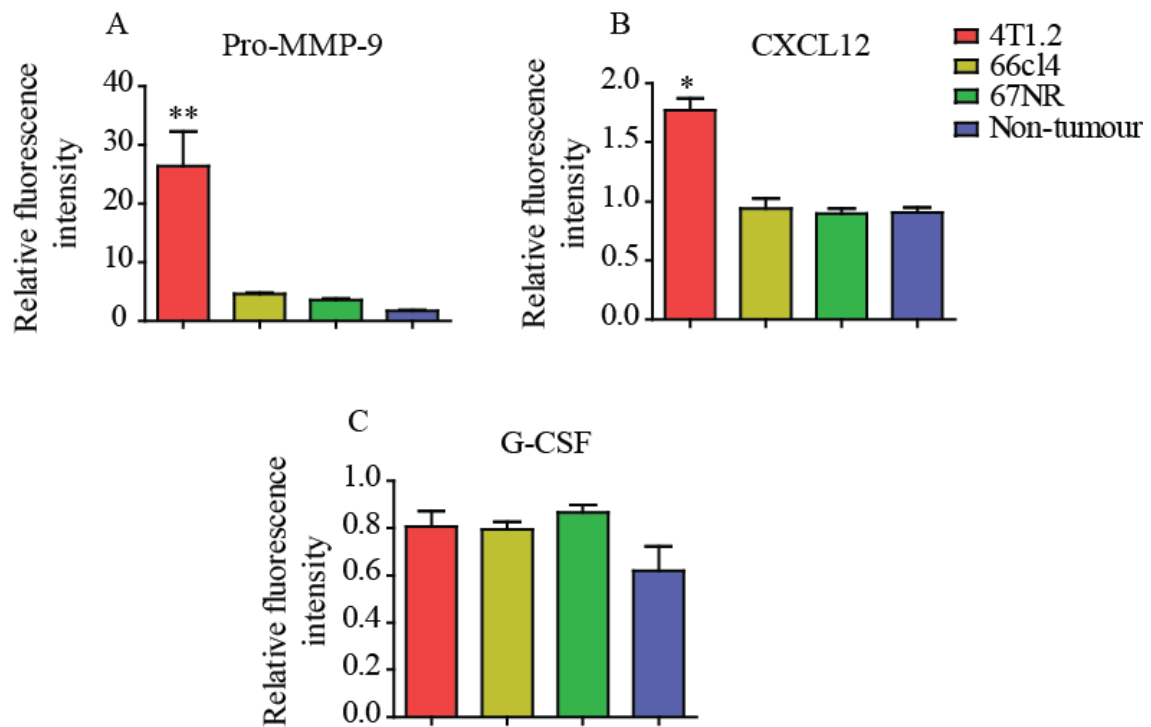 A
Pro-MMP-9
Relative fluorescence
intensity
40
30
20
10
0
**
B
CXCL12
Relative fluorescence
intensity
2.0
1.5
1.0
0.5
0.0
*
4T1.2
66cl4
67NR
Non-tumour
C
G-CSF
Relative fluorescence
intensity
1.0
0.8
0.6
0.4
0.2
0.0